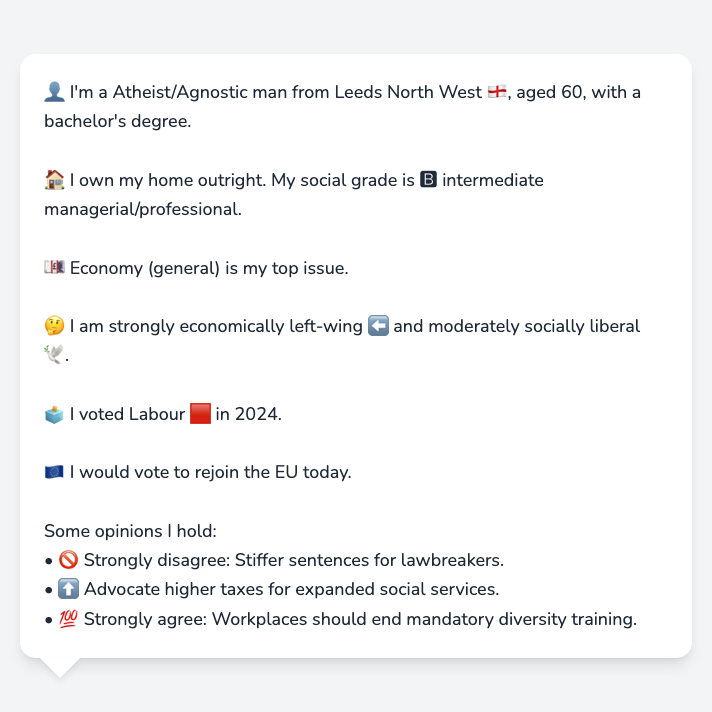 👤 I'm a Atheist/Agnostic man from Leeds North West 🏴󠁧󠁢󠁥󠁮󠁧󠁿, aged 60, with a
bachelor's degree.
🏠 I own my home outright. My social grade is 🅱 intermediate
managerial/professional.
💷 Economy (general) is my top issue.
🤔 I am strongly economically left-wing ⬅️ and moderately socially liberal
🕊️.
🗳️ I voted Labour 🟥 in 2024.
🇪🇺 I would vote to rejoin the EU today.
Some opinions I hold:
• 🚫 Strongly disagree: Stiffer sentences for lawbreakers.
• ⬆️ Advocate higher taxes for expanded social services.
• 💯 Strongly agree: Workplaces should end mandatory diversity training.